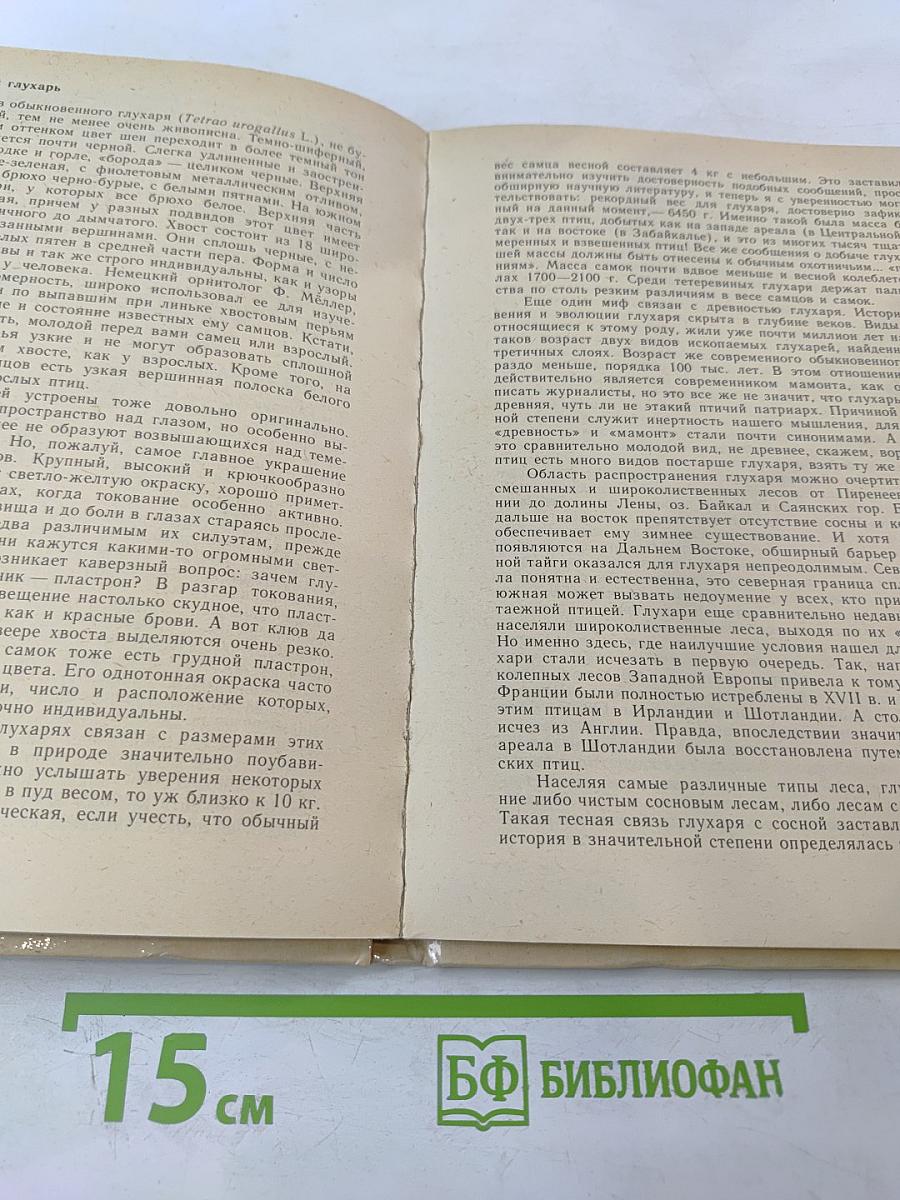 глухарь
в обыкновенного глухаря (Tetrao urogallus L.), не бу-
й, тем не менее очень живописна. Темно-шиферный,
оттенком цвет шеи переходит в более темный тон
ется почти черной. Слегка удлиненные и заострен-
одке и горле, «борода» — целиком черные. Верхняя
е-зеленая, с фиолетовым металлическим отливом,
брюхо черно-бурые, с белыми пятнами. На южном
ри, у которых все брюхо белое. Верхняя часть
ая, причем у разных подвидов этот цвет имеет
ичного до дымчатого. Хвост состоит из 18 широ-
занными вершинами. Они сплошь черные, с не-
лых пятен в средней части пера. Форма и число
вы и так же строго индивидуальны, как и узоры
у человека. Немецкий орнитолог Ф. Мёллер,
омерность, широко использовал ее для изуче-
и по выпавшим при линьке хвостовым перьям
е и состояние известных ему самцов. Кстати,
ть, молодой перед вами самец или взрослый.
ья узкие и не могут образовать сплошной
м хвосте, как у взрослых. Кроме того, на
мцов есть узкая вершинная полоска белого
рослых птиц.
ей устроены тоже довольно оригинально.
пространство над глазом, но особенно вы-
ее не образуют возвышающихся над теме-
Но, пожалуй, самое главное украшение
ов. Крупный, высокий и крючкообразно
т светло-желтую окраску, хорошо примет-
ах, когда токование особенно активно.
вища и до боли в глазах стараясь просле-
едва различимым их силуэтам, прежде
ни кажутся какими-то огромными свет-
озникает каверзный вопрос: зачем глу-
ник — пластрон? В разгар токования,
вещение настолько скудное, что пласт-
как и красные брови. А вот клюв да
веере хвоста выделяются очень резко.
самок тоже есть грудной пластрон,
цвета. Его однотонная окраска часто
и, число и расположение которых,
очно индивидуальны.
лухарях связан с размерами этих
в природе значительно поубави-
но услышать уверения некоторых
в пуд весом, то уж близко к 10 кг.
ческая, если учесть, что обычный
вес самца весной составляет 4 кг с небольшим. Это заставил
внимательно изучить достоверность подобных сообщений, прос
обширную научную литературу, и теперь я с уверенностью мог
тельствовать: рекордный вес для глухаря, достоверно зафик
ный на данный момент,— 6450 г. Именно такой была масса б
двух-трех птиц, добытых как на западе ареала (в Центральной
так и на востоке (в Забайкалье), и это из многих тысяч тщат
меренных и взвешенных птиц! Все же сообщения о добыче глух
шей массы должны быть отнесены к обычным охотничьим... «п
ниям». Масса самок почти вдвое меньше и весной колеблет
лах 1700—2100 г. Среди тетеревиных глухари держат паль
ства по столь резким различиям в весе самцов и самок.
Еще один миф связан с древностью глухаря. Истори
вения и эволюции глухаря скрыта в глубине веков. Виды
относящиеся к этому роду, жили уже почти миллион лет на
таков возраст двух видов ископаемых глухарей, найденн
третичных слоях. Возраст же современного обыкновенног
раздо меньше, порядка 100 тыс. лет. В этом отношении
действительно является современником мамонта, как о
писать журналисты, но это все же не значит, что глухарь
древняя, чуть ли не этакий птичий патриарх. Причиной
ной степени служит инертность нашего мышления, для
«древность» и «мамонт» стали почти синонимами. А
это сравнительно молодой вид, не древнее, скажем, вор
птиц есть много видов постарше глухаря, взять ту же
Область распространения глухаря можно очертит
смешанных и широколиственных лесов от Пиренеев
нии до долины Лены, оз. Байкал и Саянских гор. Е
дальше на восток препятствует отсутствие сосны и ке
обеспечивает ему зимнее существование. И хотя
появляются на Дальнем Востоке, обширный барьер
ной тайги оказался для глухаря непреодолимым. Сев
ла понятна и естественна, это северная граница спл
южная может вызвать недоумение у всех, кто при
таежной птицей. Глухари еще сравнительно недав
населяли широколиственные леса, выходя по их «
Но именно здесь, где наилучшие условия нашел дл
хари стали исчезать в первую очередь. Так, нап
колепных лесов Западной Европы привела к тому
Франции были полностью истреблены в XVII в. и
этим птицам в Ирландии и Шотландии. А стол
исчез из Англии. Правда, впоследствии значит
ареала в Шотландии была восстановлена путем
ских птиц.
Населяя самые различные типы леса, глу
ние либо чистым сосновым лесам, либо лесам с
Такая тесная связь глухаря с сосной заставл
история в значительной степени определялась
15 см
БФ БИБЛИОФАН